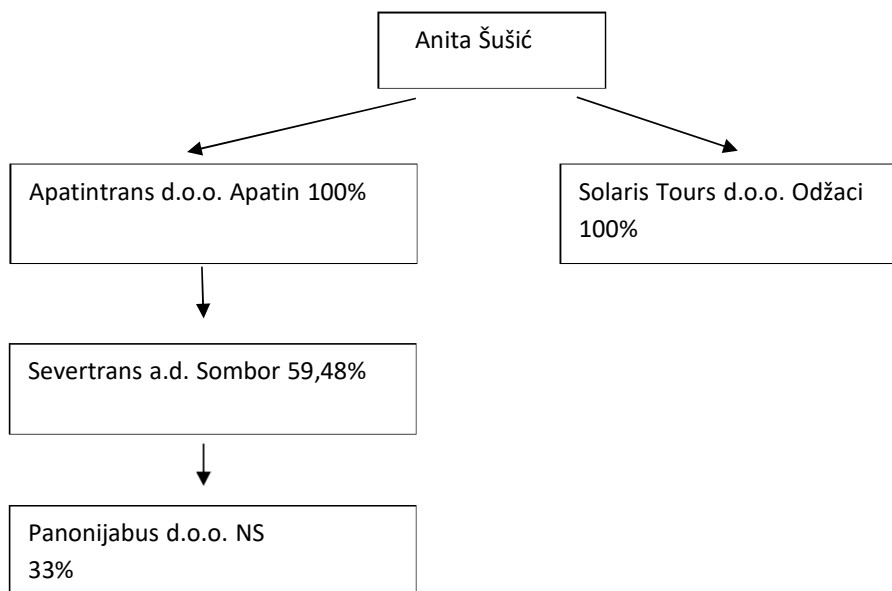 Anita Šušić
Apatintrans d.o.o. Apatin 100%
Solaris Tours d.o.o. Odžaci
100%
Severtrans a.d. Sombor 59,48%
Panonijabus d.o.o. NS
33%